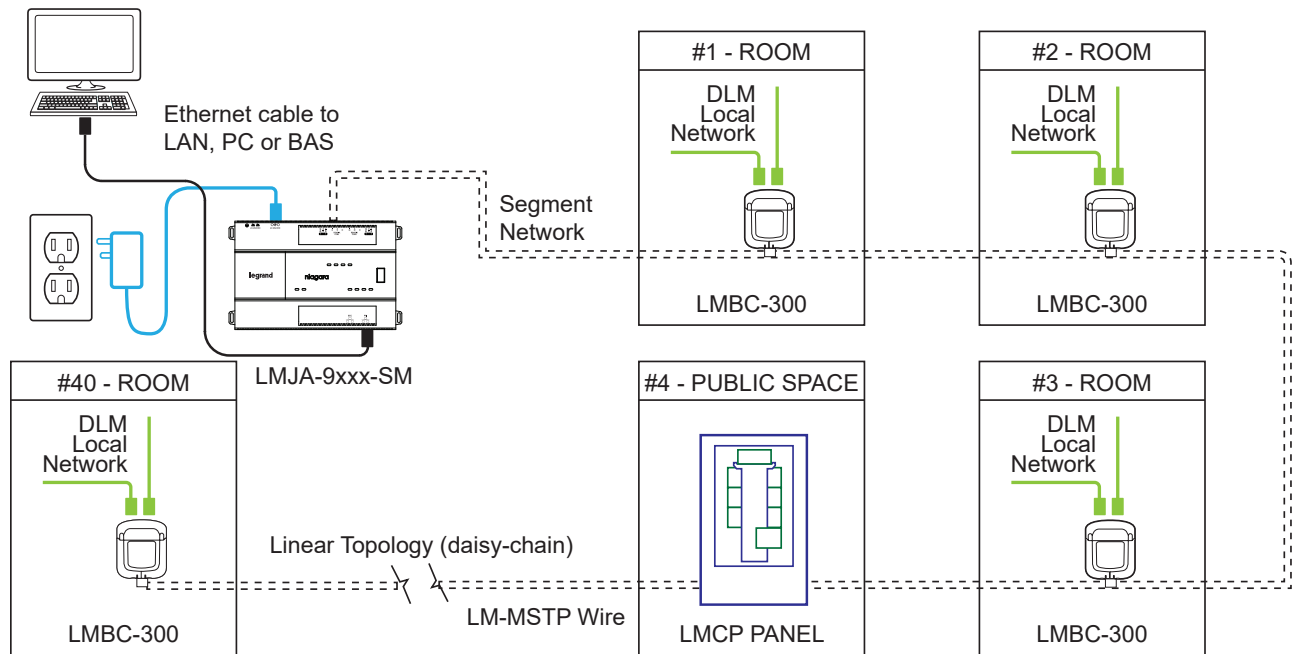 Ethernet cable to
LAN, PC or BAS
legrand
niagara
LMJA-9xxx-SM
Segment
Network
#1 - ROOM
DLM
Local
Network
LMBC-300
#2 - ROOM
DLM
Local
Network
LMBC-300
#40 - ROOM
DLM
Local
Network
LMBC-300
Linear Topology (daisy-chain)
LM-MSTP Wire
#4 - PUBLIC SPACE
LMCP PANEL
#3 - ROOM
DLM
Local
Network
LMBC-300